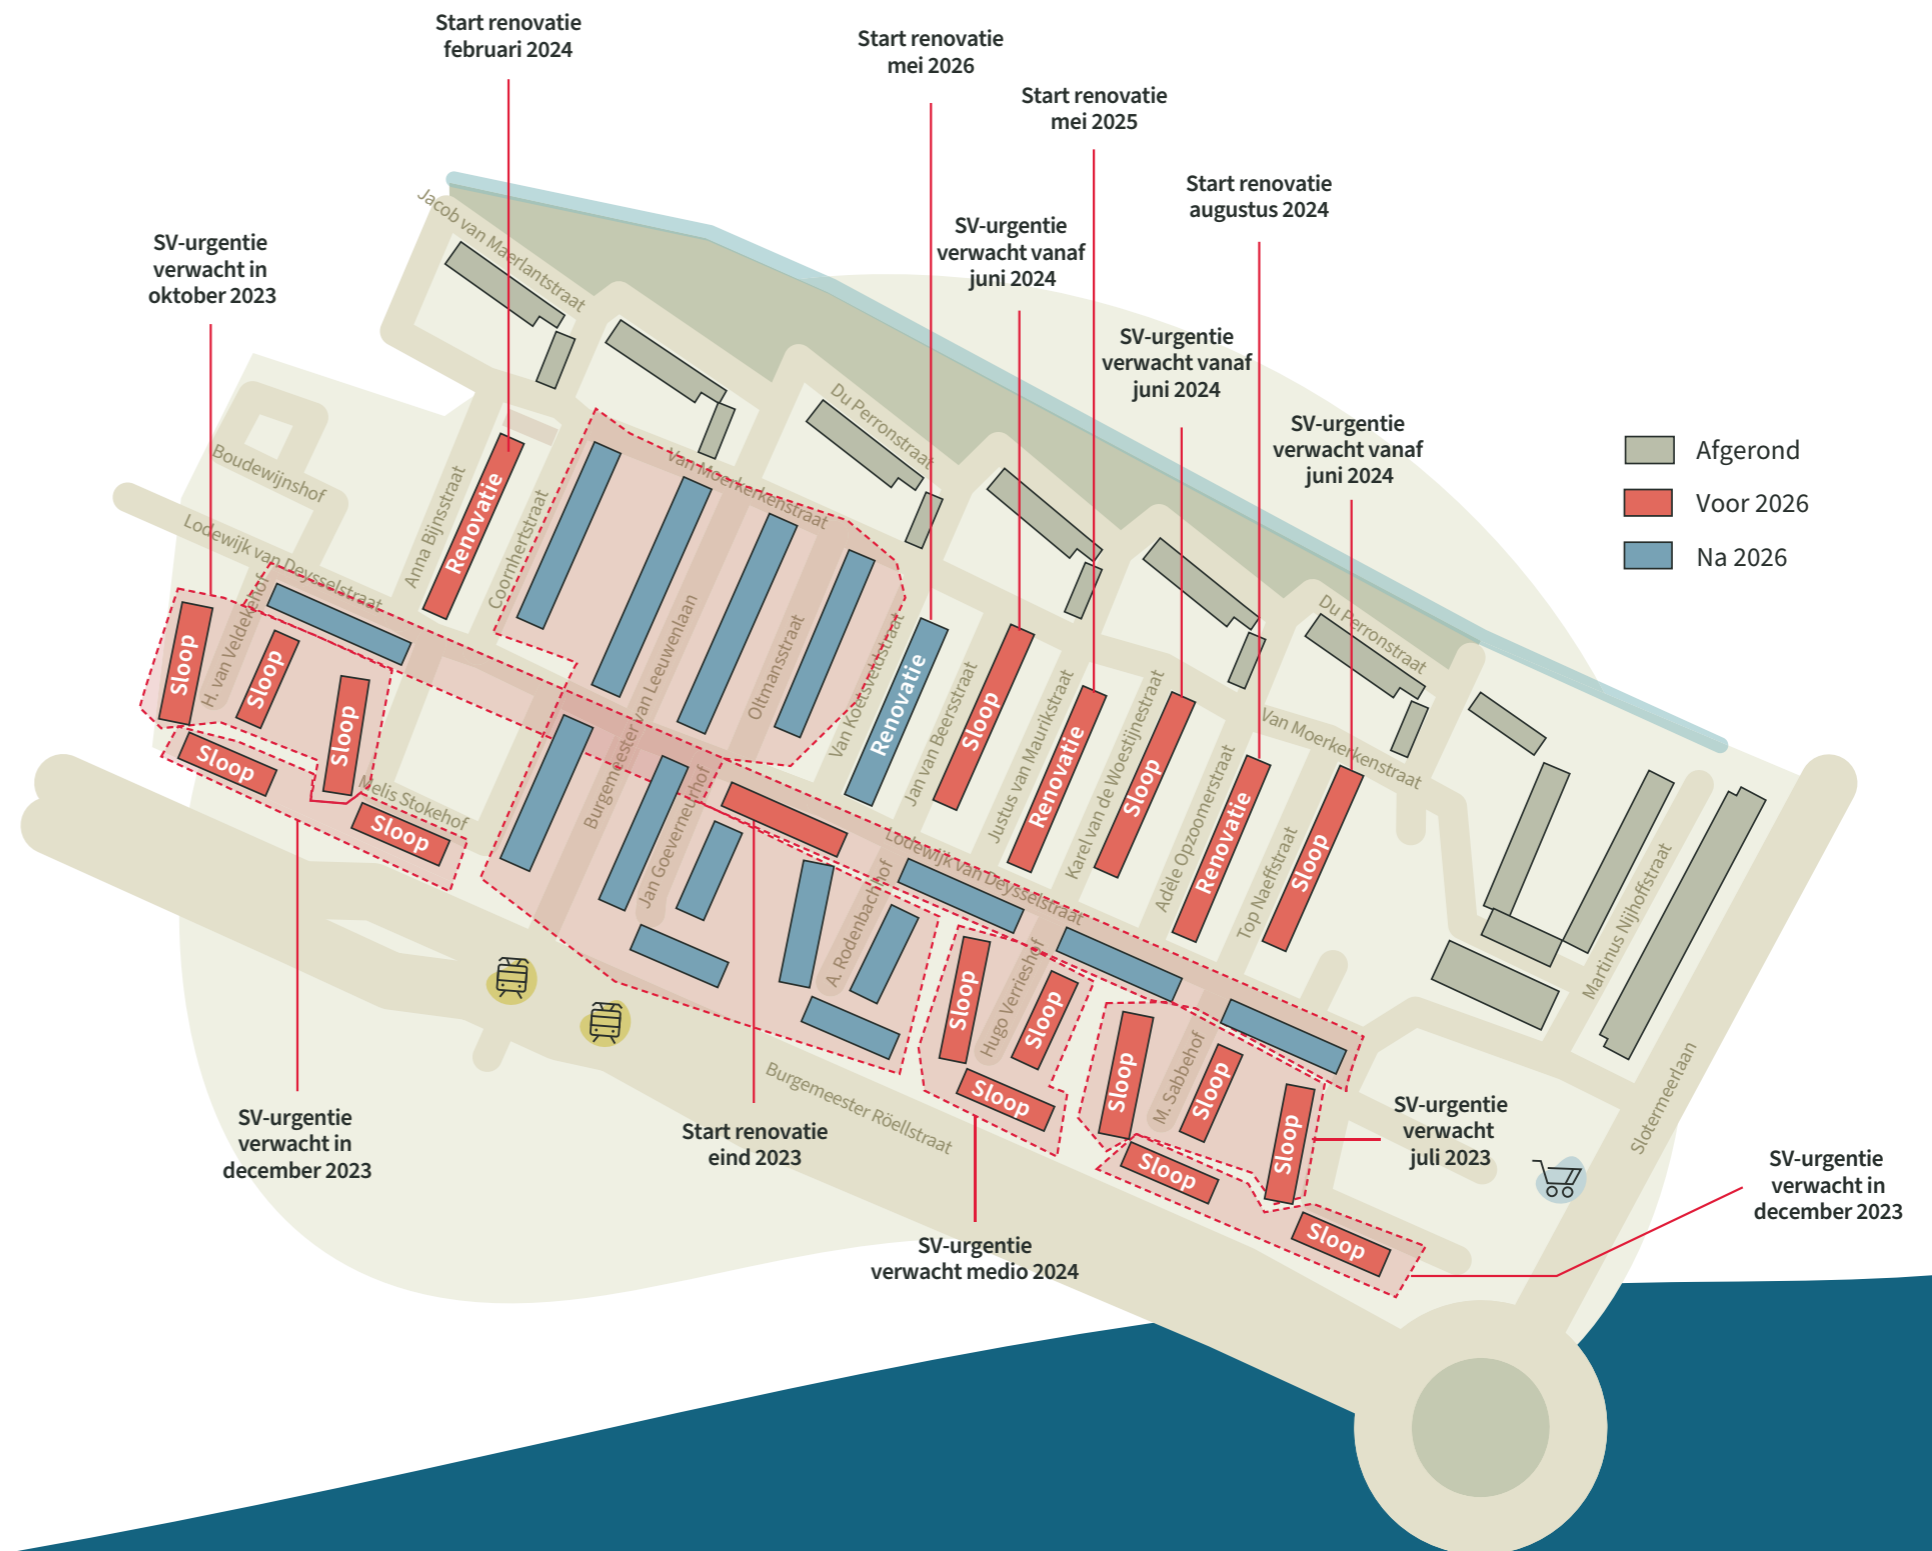 Start renovatie
februari 2024
Start renovatie
mei 2026
Start renovatie
mei 2025
Start renovatie
augustus 2024
SV-urgentie
verwacht in
oktober 2023
SV-urgentie
verwacht vanaf
juni 2024
SV-urgentie
verwacht vanaf
juni 2024
SV-urgentie
verwacht vanaf
juni 2024
Afgerond
Voor 2026
Na 2026
Jacob van Maerlantstraat
Du Perronstraat
Du Perronstraat
Boudewijnshof
Lodewijk van Deysselstraat
Anna Bijnsstraat
Renovatie
Coornhertstraat
Van Moerkerkenstraat
Burgemeester van Leeuwenlaan
Oltmansstraat
Van Koetsveldstraat
Renovatie
Jan van Beersstraat
Sloop
Justus van Maurikstraat
Renovatie
Karel van de Woestijnestraat
Sloop
Adèle Opzoomerstraat
Renovatie
Top Naeffstraat
Sloop
Van Moerkerkenstraat
Martinus Nijhoffstraat
Slotermeerlaan
Sloop
H. van Veldekehof
Sloop
Sloop
Sloop
Melis Stokehof
Sloop
Jan Goeverneurhof
Lodewijk van Deysselstraat
A. Rodenbachhof
Sloop
Hugo Verrieshof
Sloop
Sloop
Sloop
M. Sabbehof
Sloop
Sloop
Sloop
Sloop
Burgemeester Röellstraat
SV-urgentie
verwacht in
december 2023
Start renovatie
eind 2023
SV-urgentie
verwacht medio 2024
SV-urgentie
verwacht
juli 2023
SV-urgentie
verwacht in
december 2023